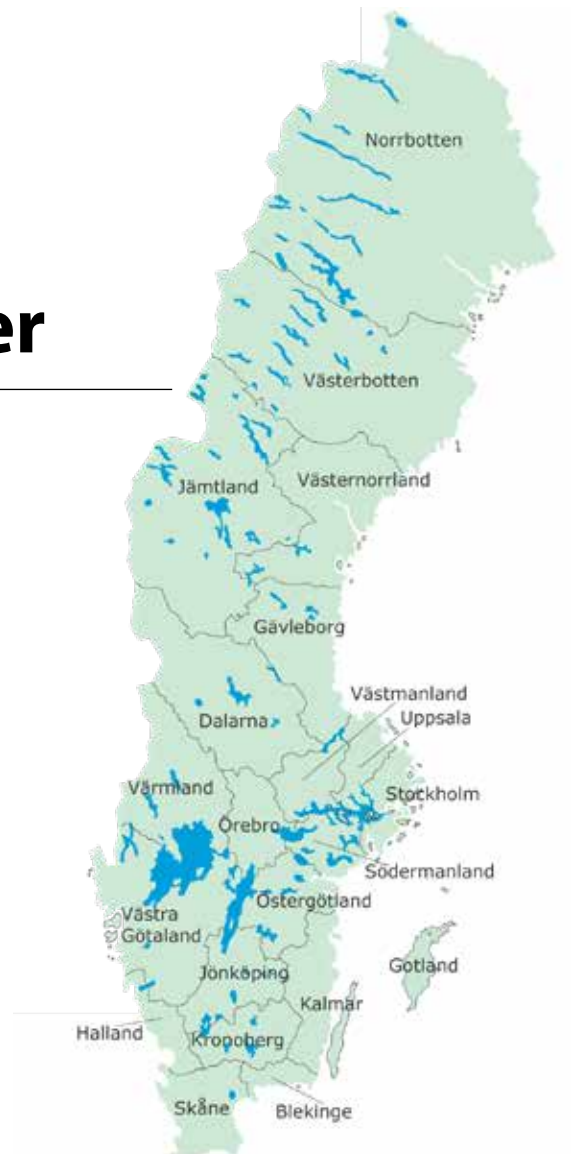 Norrbotten
er
Västerbotten
Västernorrland
Jämtland
Gävleborg
Västmanland
Uppsala
Dalarna
Värmland
Stockholm
Örebro
Södermanland
Östergötland
Västra
Götaland
Gotland
Jönköping
Kalmar
Halland
Kronoberg
Skåne
Blekinge